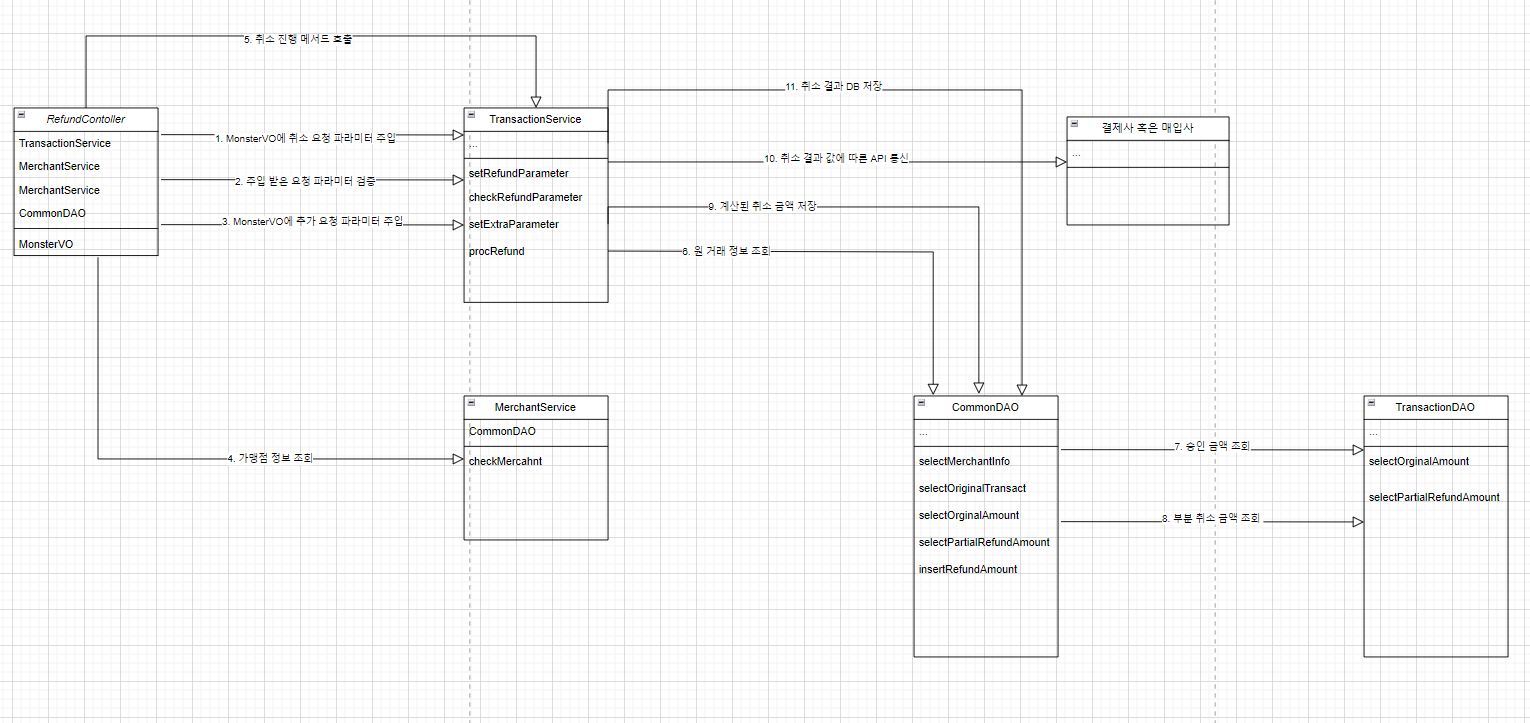 5. 취소 진행 메서드 호출
11. 취소 결과 DB 저장
RefundContoller
TransactionService
MerchantService
MerchantService
CommonDAO
MonsterVO
1. MonsterVO에 취소 요청 파라미터 주입
2. 주입 받은 요청 파라미터 검증
3. MonsterVO에 추가 요청 파라미터 주입
TransactionService
...
setRefundParameter
checkRefundParameter
setExtraParameter
procRefund
10. 취소 결과 값에 따른 API 통신
9. 계산된 취소 금액 저장
6. 원 거래 정보 조회
결제사 혹은 매입사
...
4. 가맹점 정보 조회
MerchantService
CommonDAO
checkMercahnt
CommonDAO
...
selectMerchantInfo
selectOriginalTransact
selectOrginalAmount
selectPartialRefundAmount
insertRefundAmount
7. 승인 금액 조회
8. 부분 취소 금액 조회
TransactionDAO
...
selectOrginalAmount
selectPartialRefundAmount